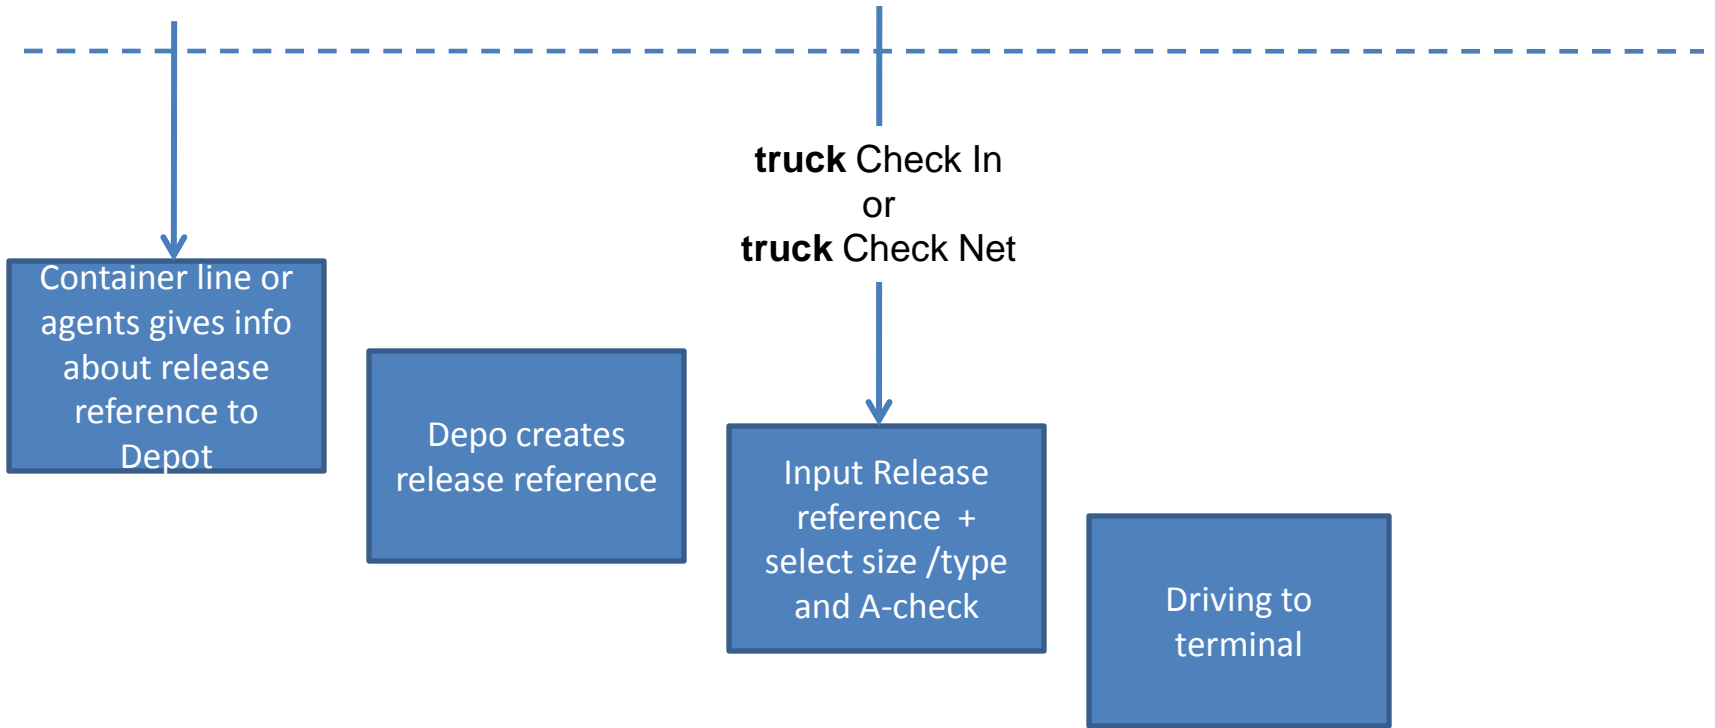 truck Check In
or
truck Check Net
Container line or
agents gives info
about release
reference to
Depot
Depo creates
release reference
Input Release
reference +
select size /type
and A-check
Driving to
terminal